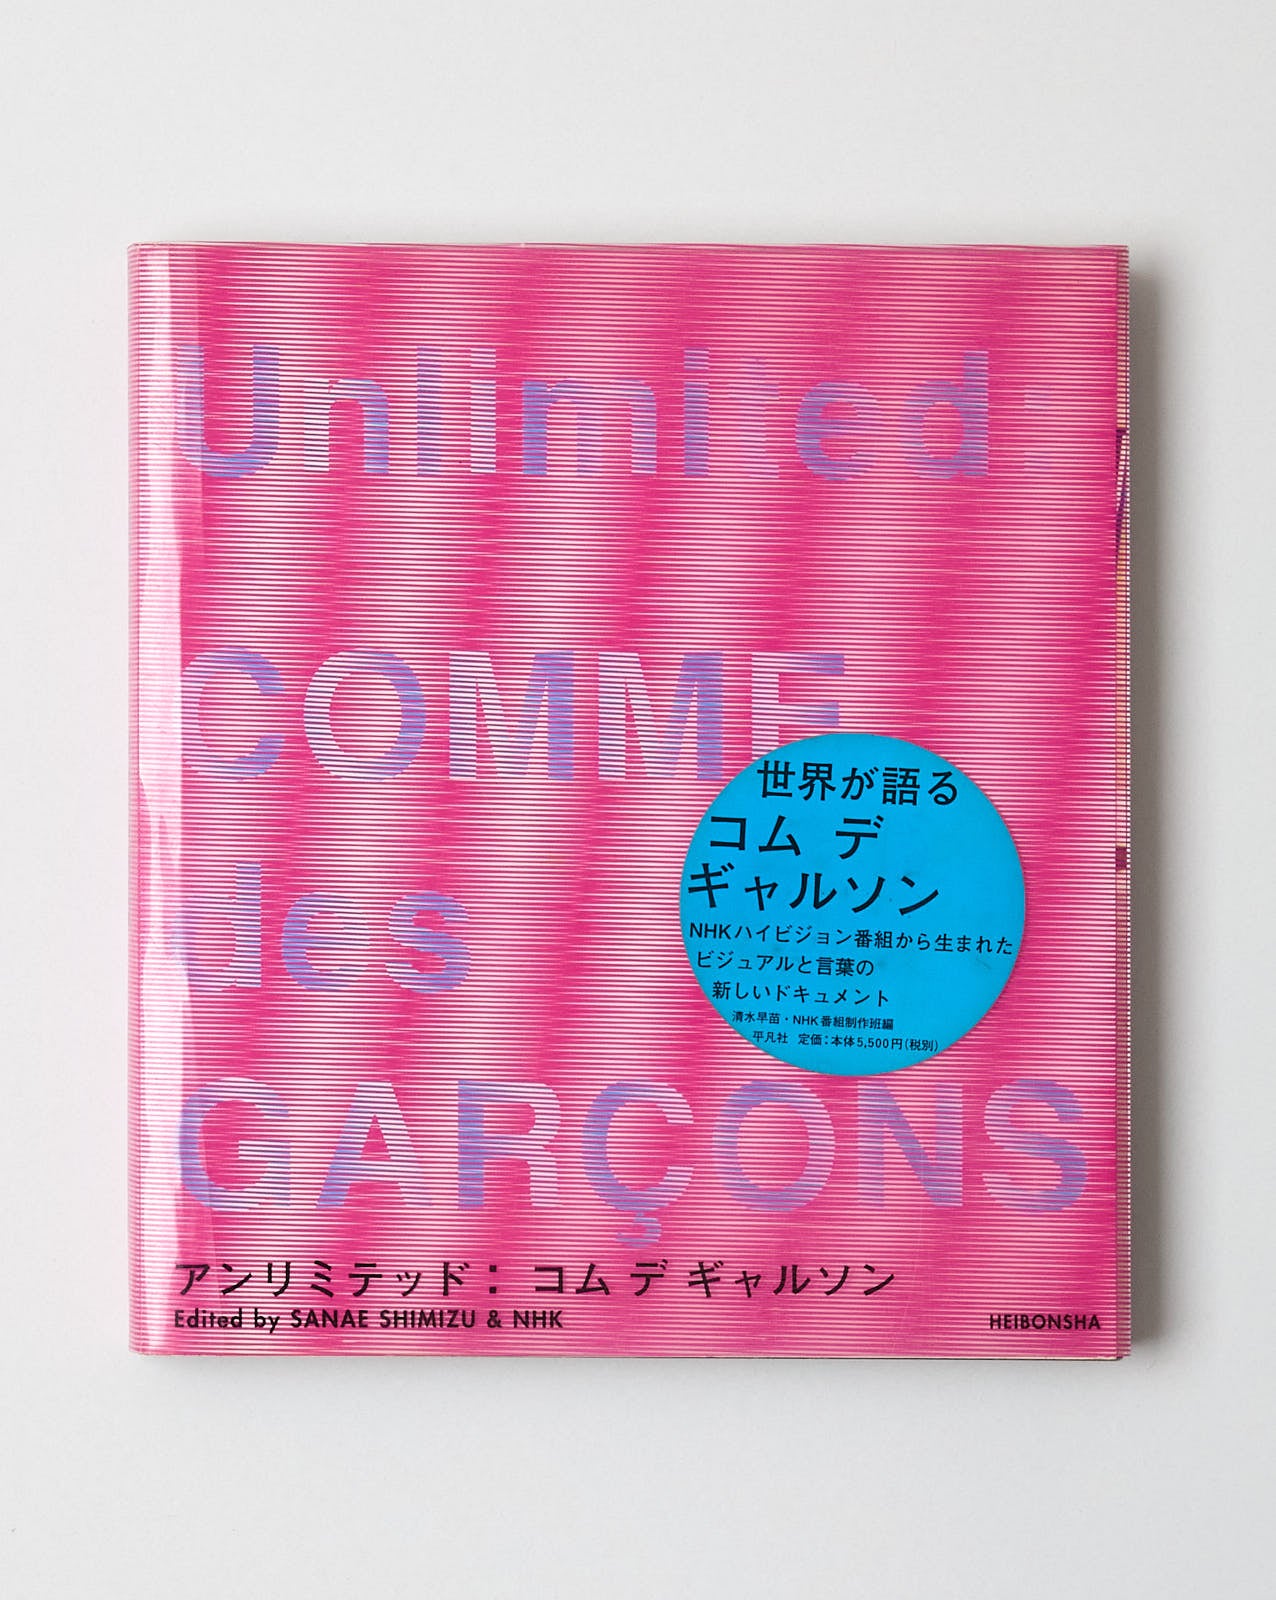 Unlimited:
COMME
des
GARÇONS
世界が語る
コム デ
ギャルソン
NHKハイビジョン番組から生まれた
ビジュアルと言葉の
新しいドキュメント
清水早苗・NHK番組制作班編
平凡社 定価：本体5,500円（税別）
アンリミテッド： コム デ ギャルソン
Edited by SANAE SHIMIZU & NHK
HEIBONSHA